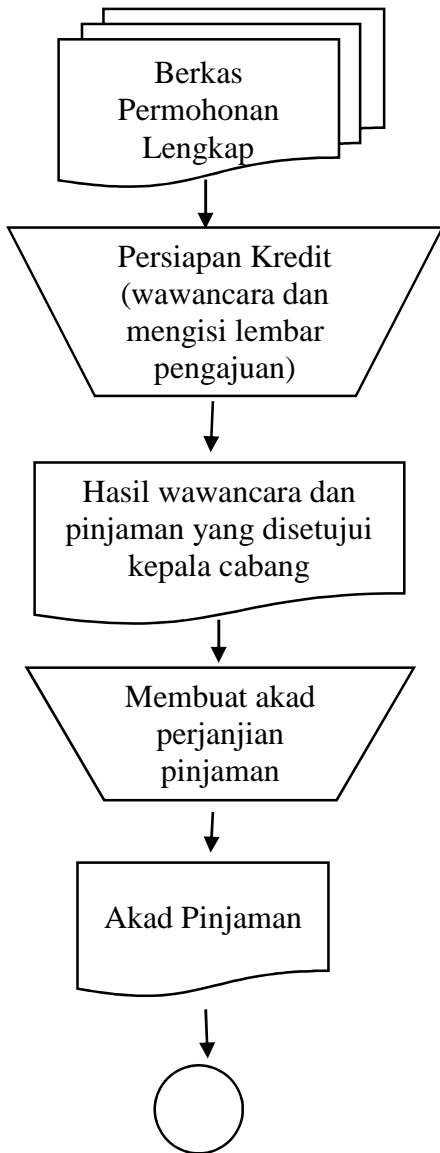 Berkas
Permohonan
Lengkap
Persiapan Kredit
(wawancara dan
mengisi lembar
pengajuan)
Hasil wawancara dan
pinjaman yang disetujui
kepala cabang
Membuat akad
perjanjian
pinjaman
Akad Pinjaman